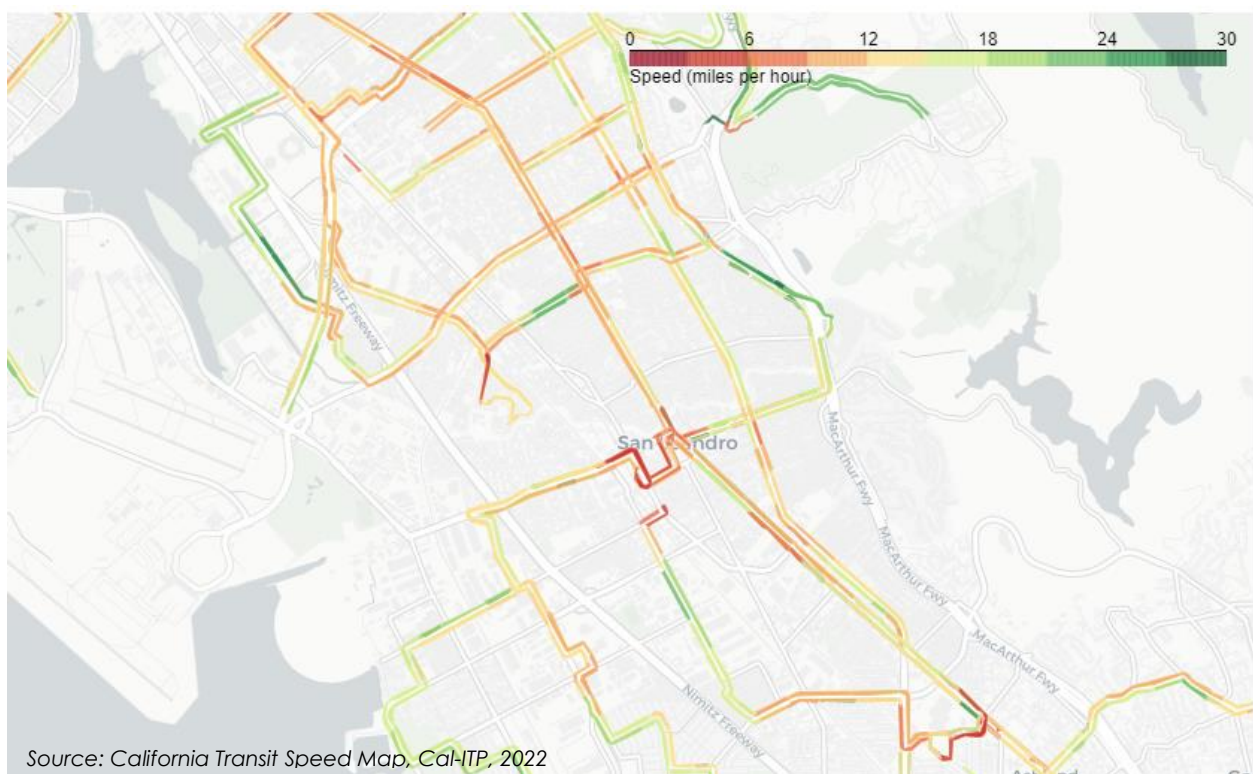 0 6 12 18 24 30
Speed (miles per hour)
Nimitz Freeway
San
ndro
MacArthur Fwy
MacArthur Fwy
MacArthur Fwy
Nimitz Freeway
Source: California Transit Speed Map, Cal-ITP, 2022